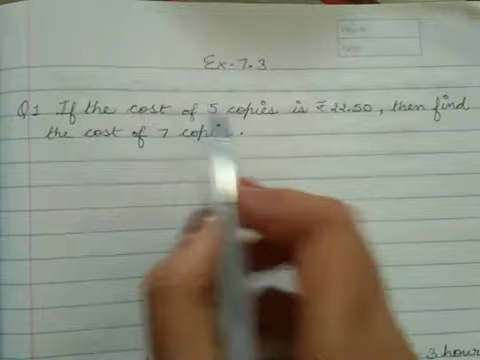 Ex-7.3
Q1 If the cost of 5 copies is ₹22.50, then find
the cost of 7 copies.
3 hour